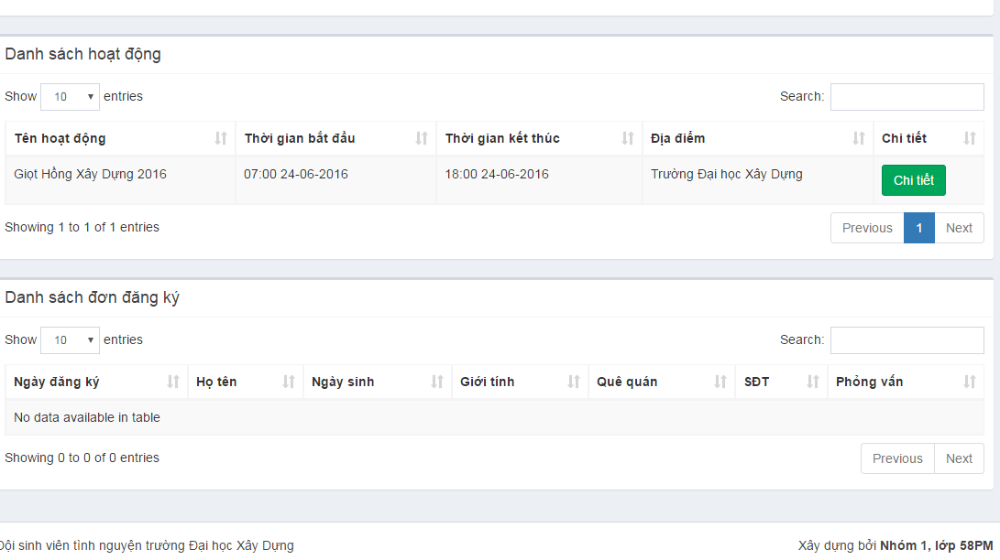 Danh sách hoạt động
Show 10 entries Search:
Tên hoạt động Thời gian bắt đầu Thời gian kết thúc Địa điểm Chi tiết
Giọt Hồng Xây Dựng 2016 07:00 24-06-2016 18:00 24-06-2016 Trường Đại học Xây Dựng Chi tiết
Showing 1 to 1 of 1 entries Previous 1 Next
Danh sách đơn đăng ký
Show 10 entries Search:
Ngày đăng ký Họ tên Ngày sinh Giới tính Quê quán SĐT Phỏng vấn
No data available in table
Showing 0 to 0 of 0 entries Previous Next
Đội sinh viên tình nguyện trường Đại học Xây Dựng Xây dựng bởi Nhóm 1, lớp 58PM